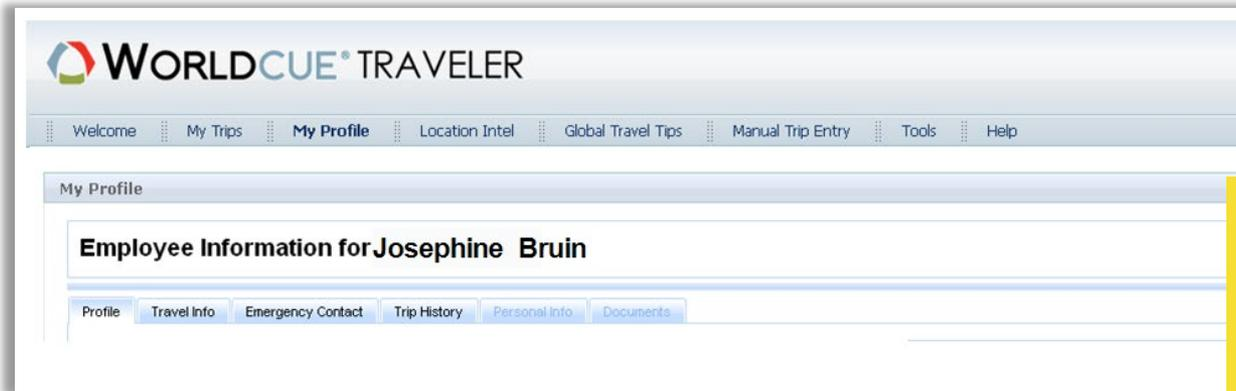 WORLDCUE® TRAVELER
Welcome My Trips My Profile Location Intel Global Travel Tips Manual Trip Entry Tools Help
My Profile
Employee Information for Josephine Bruin
Profile Travel Info Emergency Contact Trip History Personal Info Documents